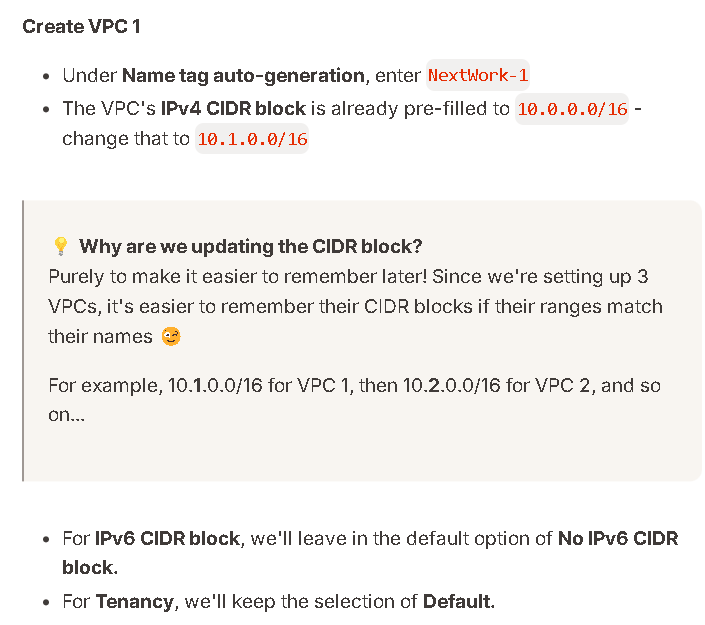 Create VPC 1
• Under Name tag auto-generation, enter NextWork-1
• The VPC's IPv4 CIDR block is already pre-filled to 10.0.0.0/16 -
change that to 10.1.0.0/16
💡 Why are we updating the CIDR block?
Purely to make it easier to remember later! Since we're setting up 3
VPCs, it's easier to remember their CIDR blocks if their ranges match
their names 😉
For example, 10.1.0.0/16 for VPC 1, then 10.2.0.0/16 for VPC 2, and so
on...
• For IPv6 CIDR block, we'll leave in the default option of No IPv6 CIDR
block.
• For Tenancy, we'll keep the selection of Default.